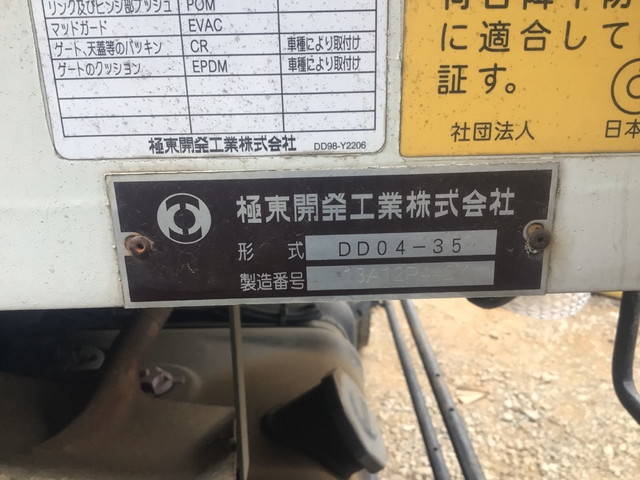 リンク及びヒンジ部ブッシュ POM
マッドガード EVAC
ゲート、天蓋等のパッキン CR 車種により取付け
ゲートのクッション EPDM 車種により取付け
極東開発工業株式会社 DD98-Y2206
に適合して
証す。
社団法人 日本
極東開発工業株式会社
形式 DD04-35
製造番号